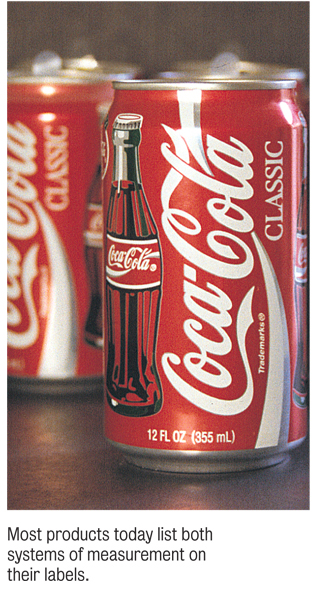 Coca-Cola
CLASSIC
Coca-Cola®
Coca-Cola
CLASSIC
Trademarks®
12 FL OZ (355 mL)
Most products today list both
systems of measurement on
their labels.